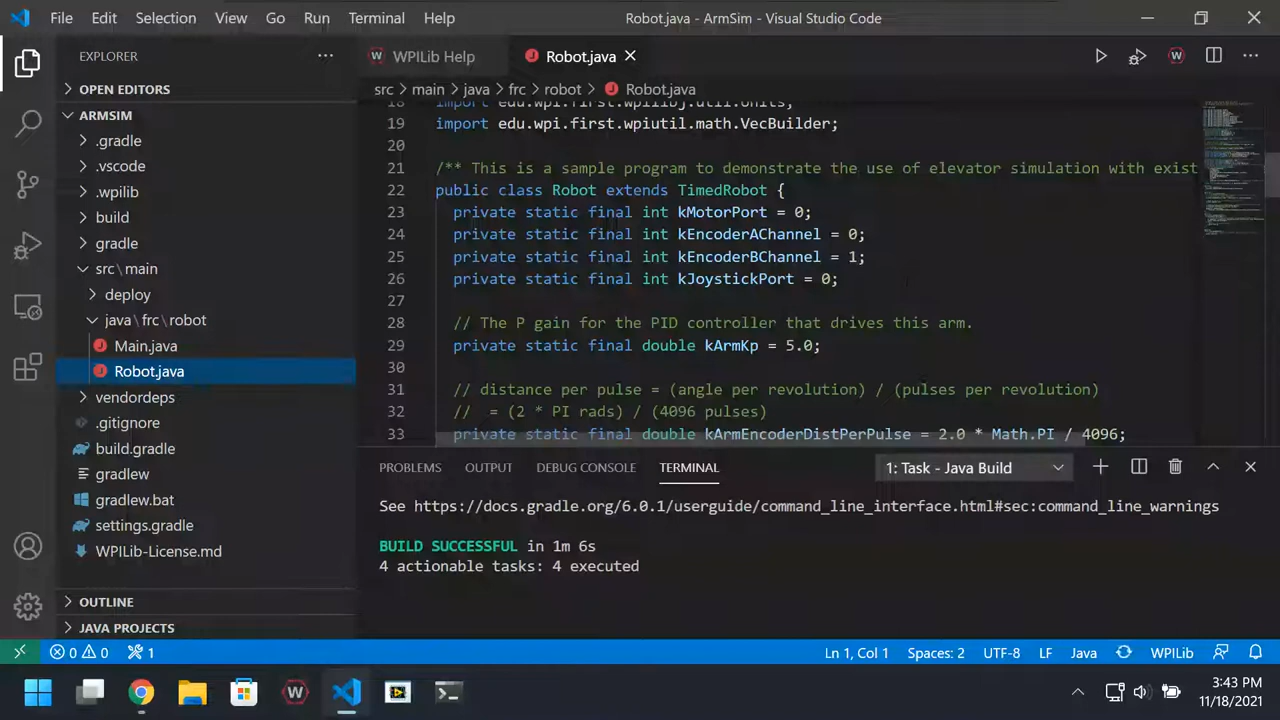 File Edit Selection View Go Run Terminal Help
Robot.java - ArmSim - Visual Studio Code
EXPLORER
OPEN EDITORS
ARMSIM
.gradle
.vscode
.wpilib
build
gradle
src\main
deploy
java\frc\robot
Main.java
Robot.java
vendordeps
.gitignore
build.gradle
gradlew
gradlew.bat
settings.gradle
WPILib-License.md
OUTLINE
JAVA PROJECTS
WPILib Help Robot.java
src > main > java > frc > robot > Robot.java
18 import edu.wpi.first.wpilibj.util.Units;
19 import edu.wpi.first.wpiutil.math.VecBuilder;
20
21 /** This is a sample program to demonstrate the use of elevator simulation with exist
22 public class Robot extends TimedRobot {
23 private static final int kMotorPort = 0;
24 private static final int kEncoderAChannel = 0;
25 private static final int kEncoderBChannel = 1;
26 private static final int kJoystickPort = 0;
27
28 // The P gain for the PID controller that drives this arm.
29 private static final double kArmKp = 5.0;
30
31 // distance per pulse = (angle per revolution) / (pulses per revolution)
32 // = (2 * PI rads) / (4096 pulses)
33 private static final double kArmEncoderDistPerPulse = 2.0 * Math.PI / 4096;
PROBLEMS OUTPUT DEBUG CONSOLE TERMINAL 1: Task - Java Build
See https://docs.gradle.org/6.0.1/userguide/command_line_interface.html#sec:command_line_warnings
BUILD SUCCESSFUL in 1m 6s
4 actionable tasks: 4 executed
0 0 1 Ln 1, Col 1 Spaces: 2 UTF-8 LF Java WPILib
3:43 PM
11/18/2021